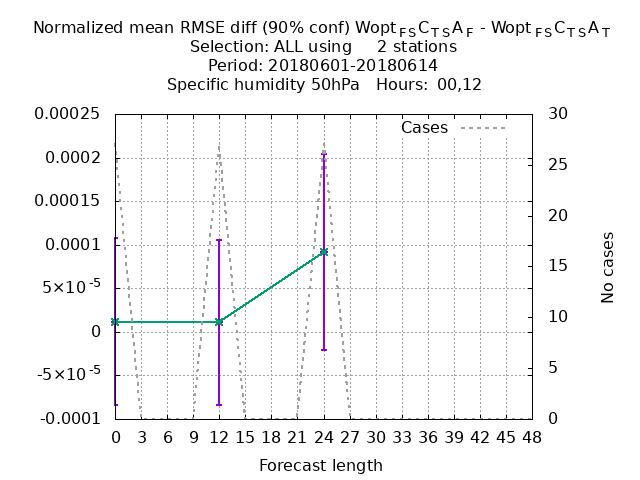 Normalized mean RMSE diff (90% conf) Wopt FS C TS A F - Wopt FS C TS A T
Selection: ALL using     2 stations
Period: 20180601-20180614
Specific humidity 50hPa   Hours:  00,12
Cases
0.00025
0.0002
0.00015
0.0001
5×10^-5
0
-5×10^-5
-0.0001
30
25
20
15
10
5
0
No cases
0 3 6 9 12 15 18 21 24 27 30 33 36 39 42 45 48
Forecast length